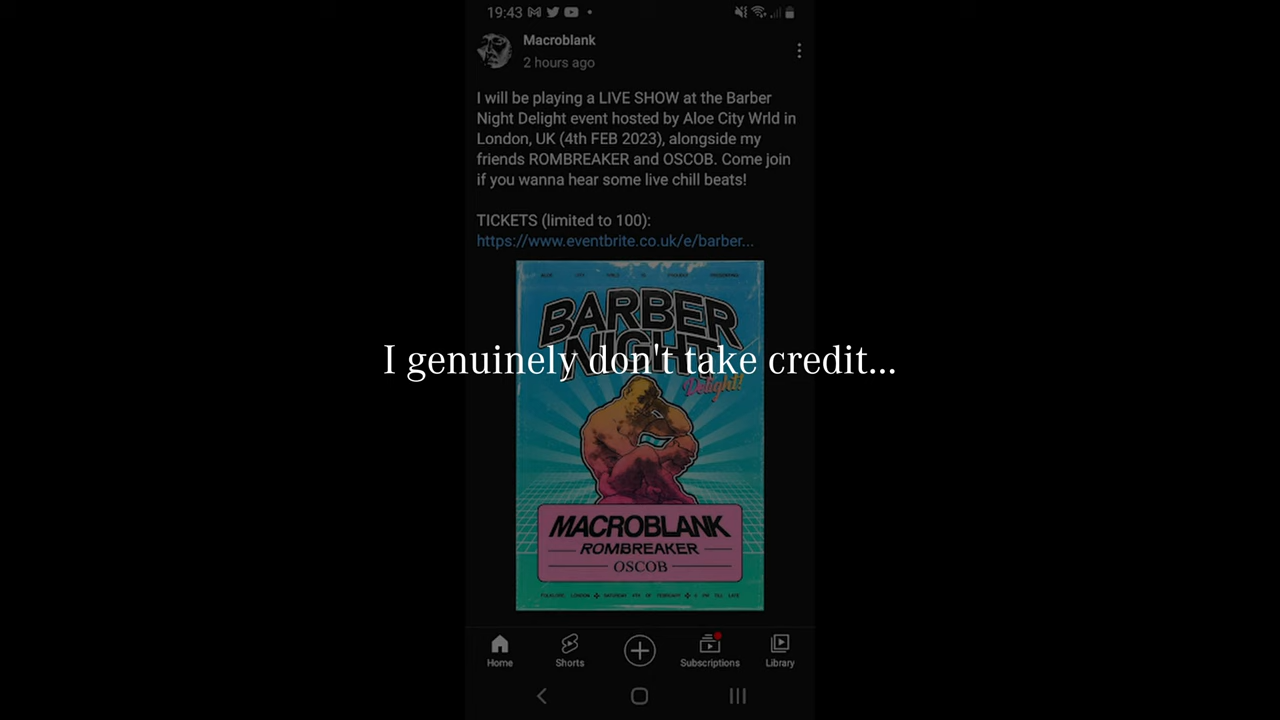 19:43
Macroblank
2 hours ago
I will be playing a LIVE SHOW at the Barber
Night Delight event hosted by Aloe City Wrld in
London, UK (4th FEB 2023), alongside my
friends ROMBREAKER and OSCOB. Come join
if you wanna hear some live chill beats!
TICKETS (limited to 100):
https://www.eventbrite.co.uk/e/barber...
BARBER
NIGHT
Delight!
I genuinely don't take credit...
MACROBLANK
ROMBREAKER
OSCOB
Home Shorts Subscriptions Library